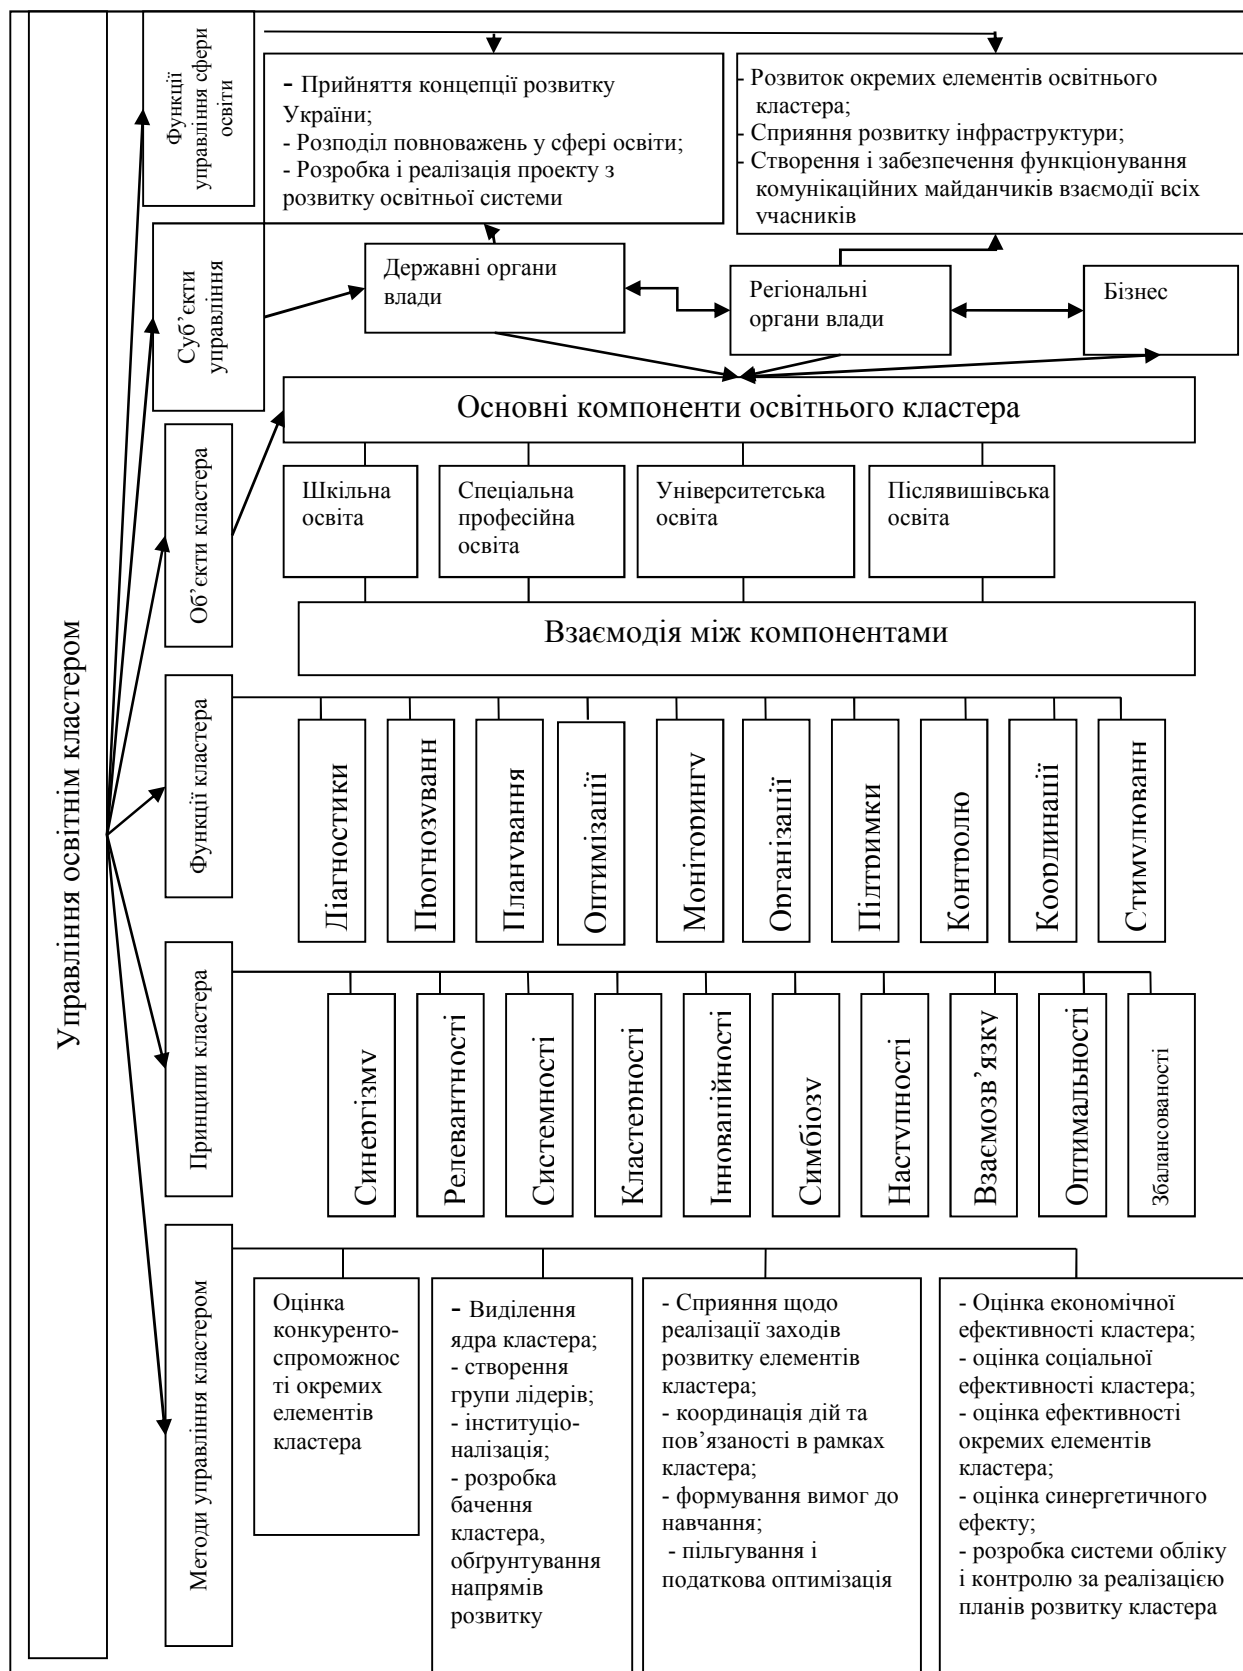 Управління освітнім кластером
Функції
управління сфери
освіти
- Прийняття концепції розвитку
України;
- Розподіл повноважень у сфері освіти;
- Розробка і реалізація проекту з
розвитку освітньої системи
- Розвиток окремих елементів освітнього
кластера;
- Сприяння розвитку інфраструктури;
- Створення і забезпечення функціонування
комунікаційних майданчиків взаємодії всіх
учасників
Суб’єкти
управління
Державні органи
влади
Регіональні
органи влади
Бізнес
Об’єкти кластера
Основні компоненти освітнього кластера
Шкільна
освіта
Спеціальна
професійна
освіта
Університетська
освіта
Післявишівська
освіта
Взаємодія між компонентами
Функції кластера
Діагностики
Прогнозуванн
Планування
Оптимізації
Моніторингу
Організації
Підтримки
Контролю
Координації
Стимулюванн
Принципи кластера
Синергізму
Релевантності
Системності
Кластерності
Інноваційності
Симбіозу
Наступності
Взаємозв’язку
Оптимальності
Збалансованості
Методи управління кластером
Оцінка
конкуренто-
спроможнос
ті окремих
елементів
кластера
- Виділення
ядра кластера;
- створення
групи лідерів;
- інституціо-
налізація;
- розробка
бачення
кластера,
обґрунтування
напрямів
розвитку
- Сприяння щодо
реалізації заходів
розвитку елементів
кластера;
- координація дій та
пов’язаності в рамках
кластера;
- формування вимог до
навчання;
- пільгування і
податкова оптимізація
- Оцінка економічної
ефективності кластера;
- оцінка соціальної
ефективності кластера;
- оцінка ефективності
окремих елементів
кластера;
- оцінка синергетичного
ефекту;
- розробка системи обліку
і контролю за реалізацією
планів розвитку кластера